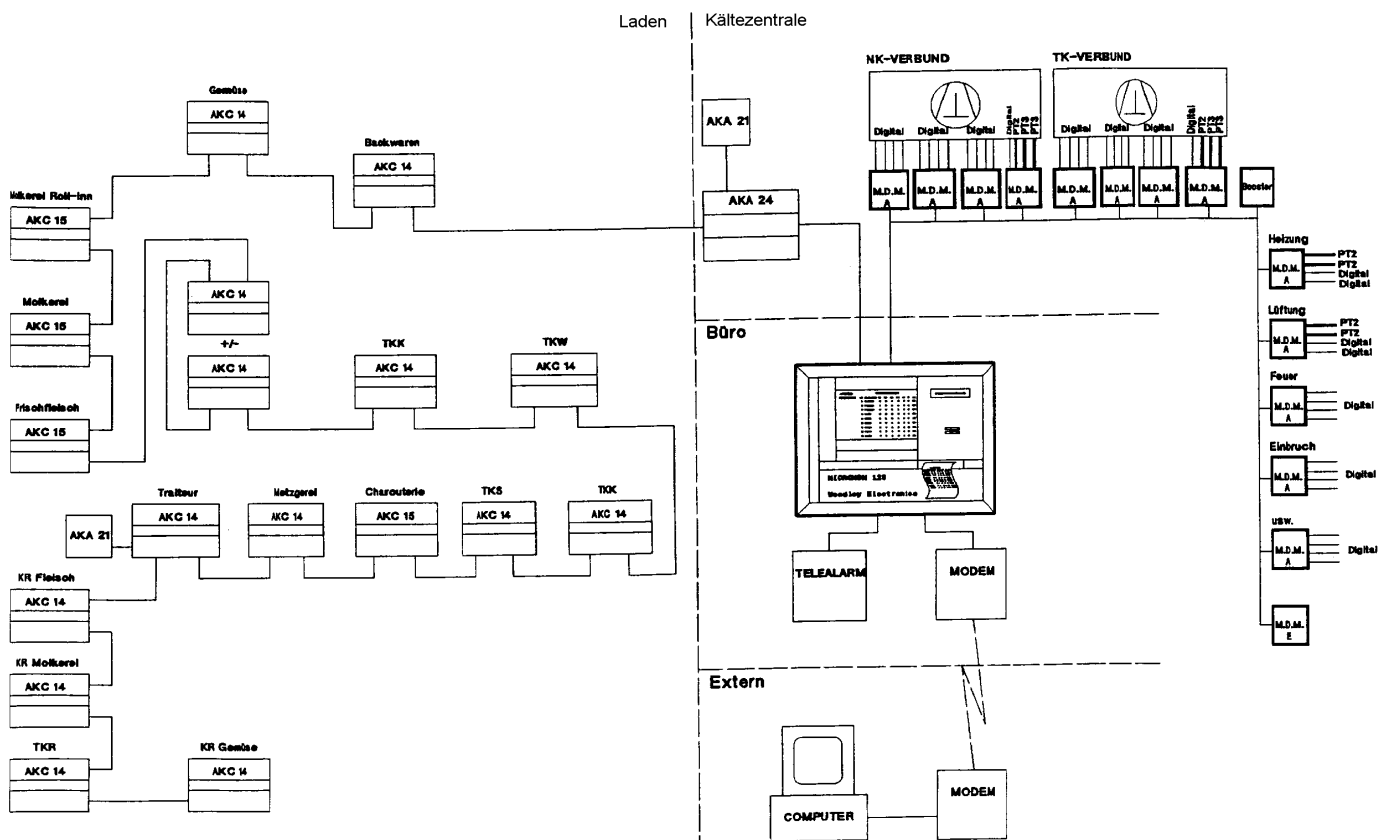 Laden
Kältezentrale
NK-VERBUND
TK-VERBUND
Gemüse
AKC 14
AKA 21
Digital
Digital
Digital
Digital
PT2
PT3
PT3
Digital
Digital
Digital
Digital
PT2
PT3
PT3
Backwaren
AKC 14
M.D.M.
A
M.D.M.
A
M.D.M.
A
M.D.M.
A
M.D.M.
A
M.D.M.
A
M.D.M.
A
M.D.M.
A
Booster
Molkerei Roll-Inn
AKC 15
AKA 24
Heizung
M.D.M.
A
PT2
PT2
Digital
Digital
AKC 14
Molkerei
AKC 15
Lüftung
M.D.M.
A
PT2
PT2
Digital
Digital
Büro
+/-
AKC 14
TKK
AKC 14
TKW
AKC 14
Feuer
M.D.M.
A
Digital
Frischfleisch
AKC 15
Einbruch
M.D.M.
A
Digital
MICROMON 128
Woodley Electronics
Traiteur
AKC 14
Metzgerei
AKC 14
Charcuterie
AKC 15
TKS
AKC 14
TKK
AKC 14
AKA 21
usw.
M.D.M.
A
Digital
TELEALARM
MODEM
KR Fleisch
AKC 14
M.D.M.
E
KR Molkerei
AKC 14
Extern
TKR
AKC 14
KR Gemüse
AKC 14
MODEM
COMPUTER